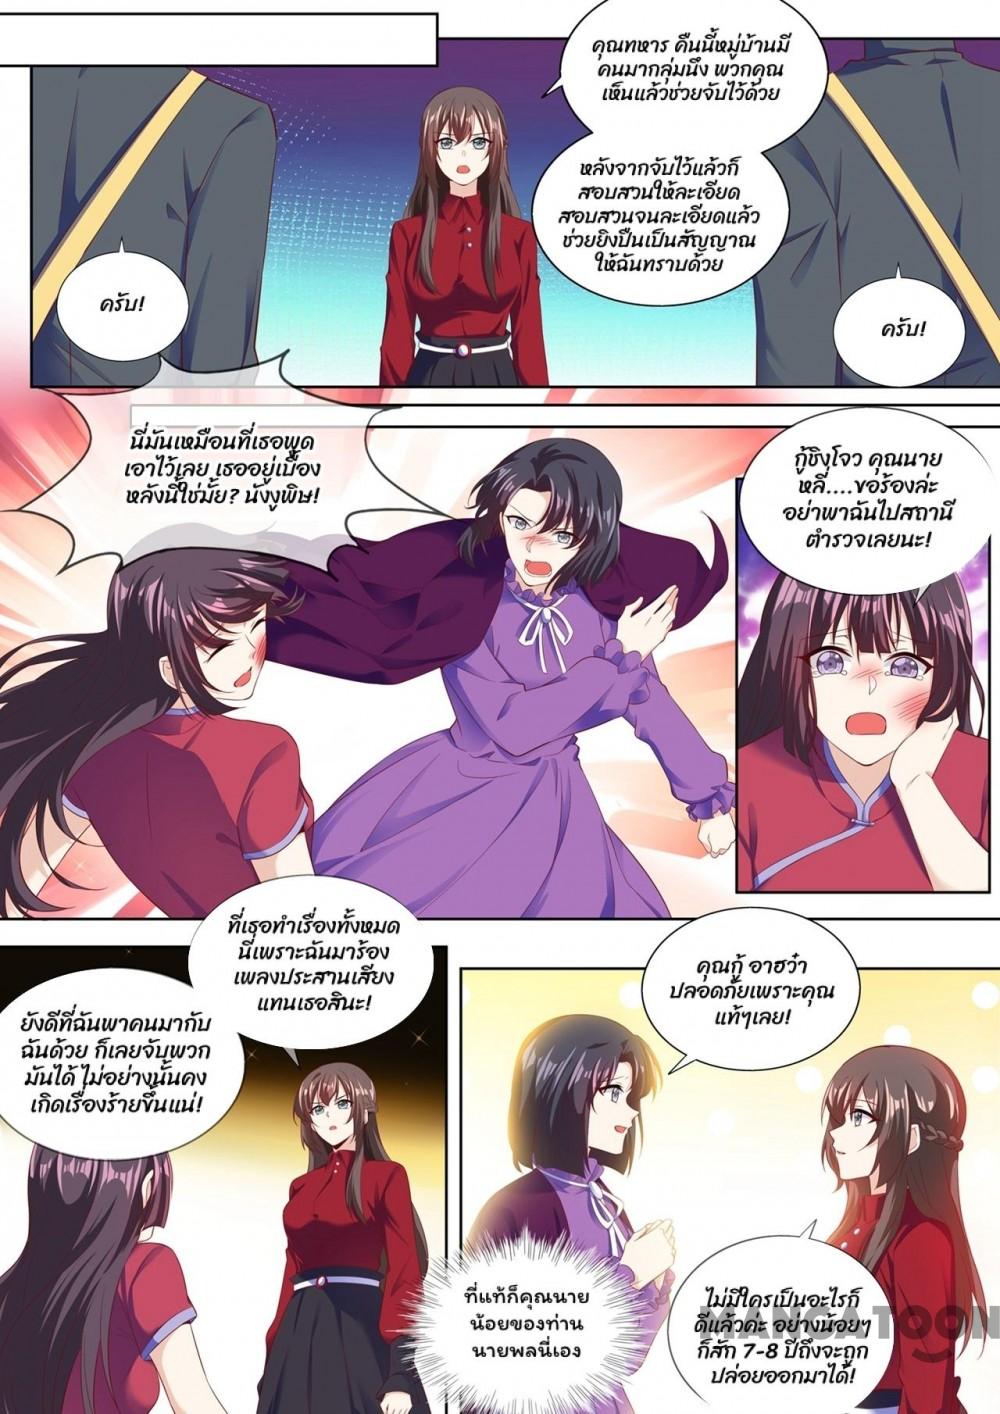 คุณทหาร คืนนี้หมู่บ้านมี
คนมากลุ่มนึง พวกคุณ
เห็นแล้วช่วยจับไว้ด้วย
หลังจากจับไว้แล้วก็
สอบสวนให้ละเอียด
สอบสวนจนละเอียดแล้ว
ช่วยยิงปืนเป็นสัญญาณ
ให้ฉันทราบด้วย
ครับ!
ครับ!
นี่มันเหมือนที่เธอพูด
เอาไว้เลย เธออยู่เบื้อง
หลังนี้ใช่มั้ย? นังงูพิษ!
กู้ชิงโจว คุณนาย
หลี่....ขอร้องล่ะ
อย่าพาฉันไปสถานี
ตำรวจเลยนะ!
ที่เธอทำเรื่องทั้งหมด
นี่เพราะฉันมาร้อง
เพลงประสานเสียง
แทนเธอสินะ!
ยังดีที่ฉันพาคนมากับ
ฉันด้วย ก็เลยจับพวก
มันได้ ไม่อย่างนั้นคง
เกิดเรื่องร้ายขึ้นแน่!
คุณกู้ อาฮว๋า
ปลอดภัยเพราะคุณ
แท้ๆเลย!
ที่แท้ก็คุณนาย
น้อยของท่าน
นายพลนี่เอง
ไม่มีใครเป็นอะไรก็
ดีแล้วค่ะ อย่างน้อยๆ
ก็สัก 7-8 ปีถึงจะถูก
ปล่อยออกมาได้!
MANGATOON